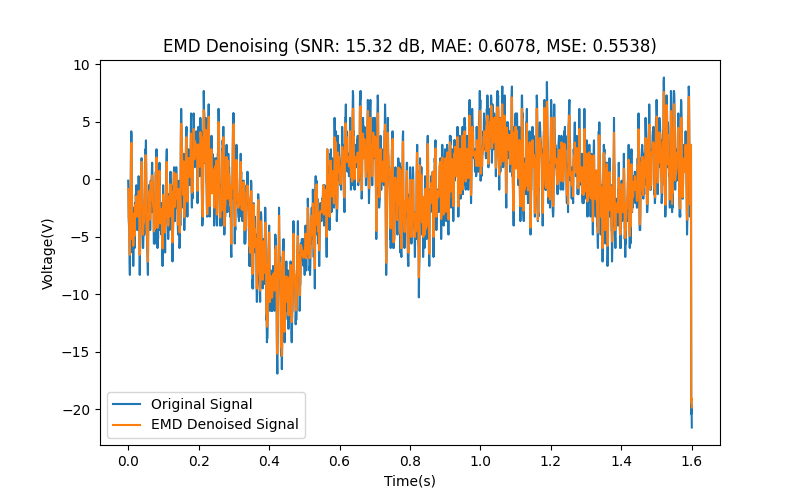 EMD Denoising (SNR: 15.32 dB, MAE: 0.6078, MSE: 0.5538)
10
5
0
−5
−10
−15
−20
Voltage(V)
Original Signal
EMD Denoised Signal
0.0 0.2 0.4 0.6 0.8 1.0 1.2 1.4 1.6
Time(s)